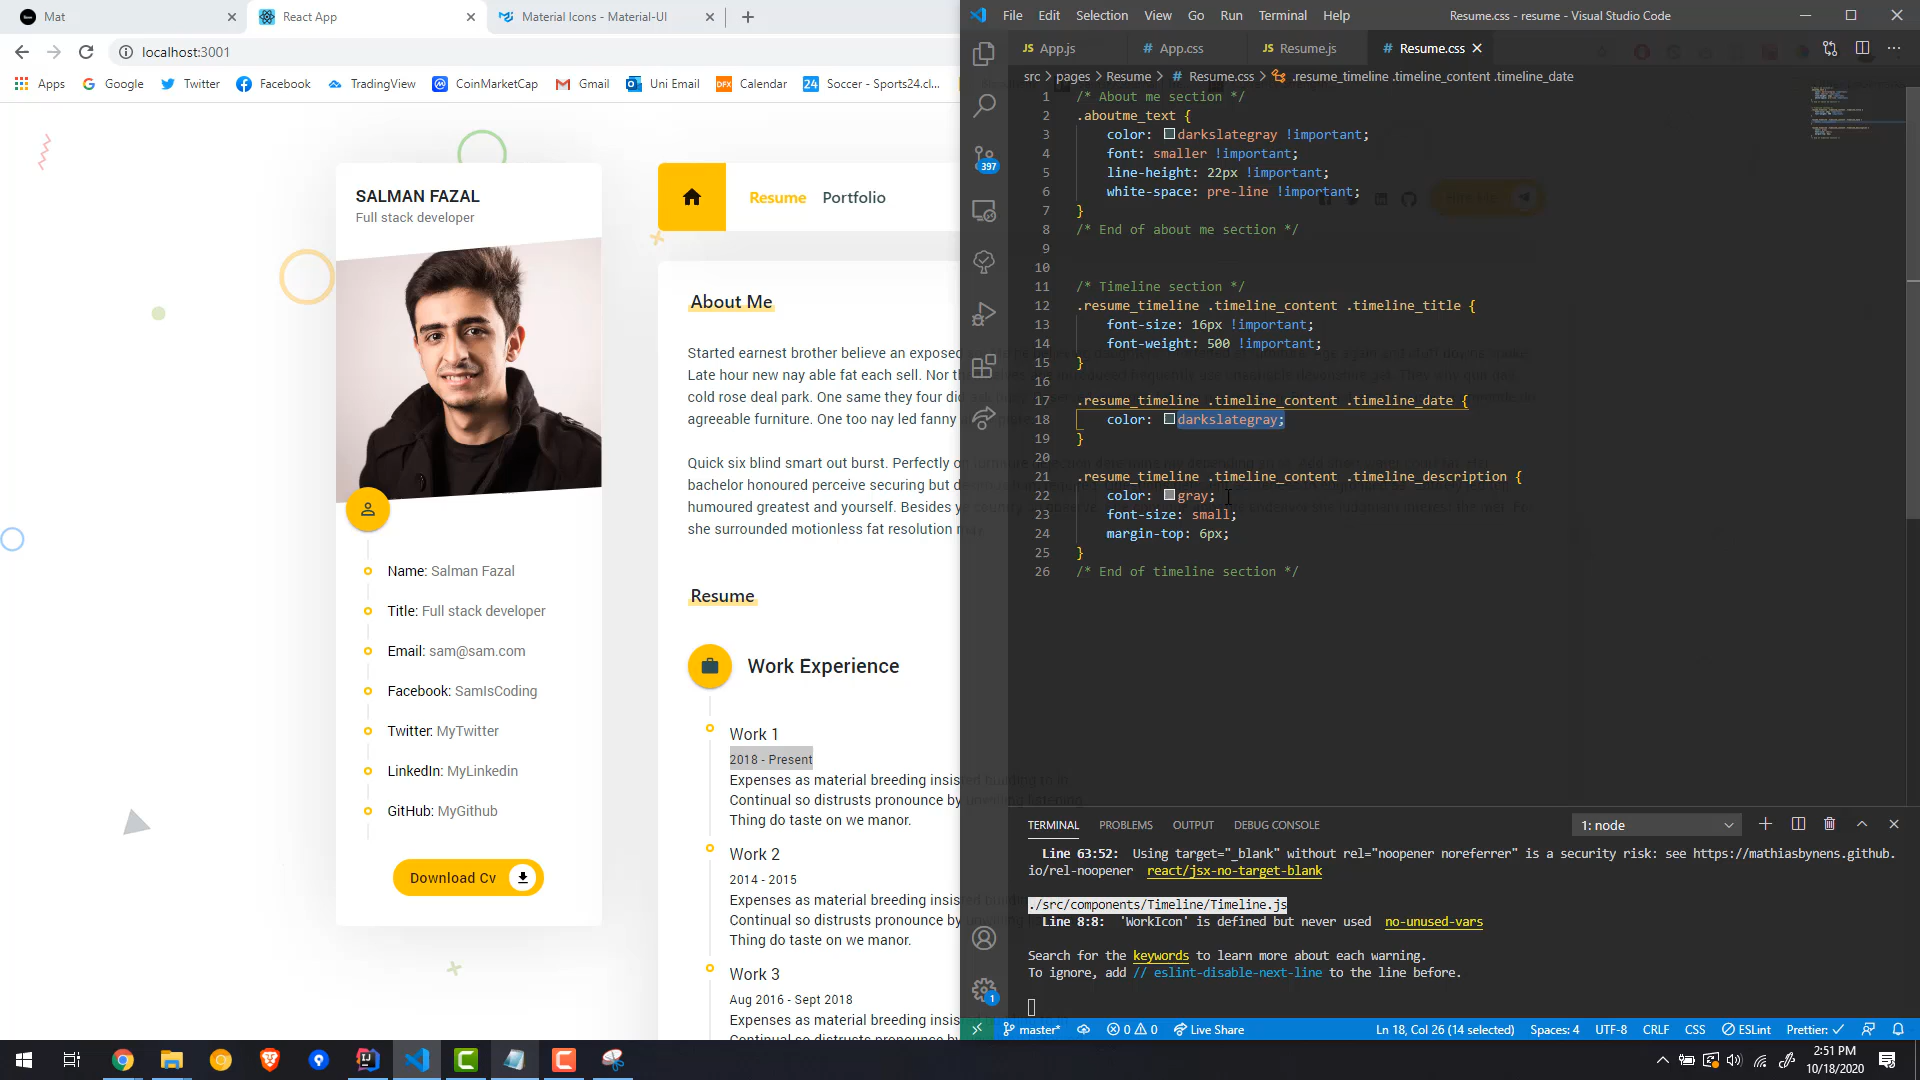 Mat
React App
Material Icons - Material-UI
localhost:3001
Apps
Google
Twitter
Facebook
TradingView
CoinMarketCap
Gmail
Uni Email
Calendar
Soccer - Sports24.cl...
SALMAN FAZAL
Full stack developer
Name: Salman Fazal
Title: Full stack developer
Email: sam@sam.com
Facebook: SamIsCoding
Twitter: MyTwitter
LinkedIn: MyLinkedin
GitHub: MyGithub
Download Cv
Resume
Portfolio
About Me
Started earnest brother believe an exposed
Late hour new nay able fat each sell. Nor th
cold rose deal park. One same they four did
agreeable furniture. One too nay led fanny
Quick six blind smart out burst. Perfectly o
bachelor honoured perceive securing but d
humoured greatest and yourself. Besides y
she surrounded motionless fat resolution may.
Resume
Work Experience
Work 1
2018 - Present
Expenses as material breeding insisted building to in.
Continual so distrusts pronounce by unwilling listening.
Thing do taste on we manor.
Work 2
2014 - 2015
Expenses as material breeding insis
Continual so distrusts pronounce by
Thing do taste on we manor.
Work 3
Aug 2016 - Sept 2018
Expenses as material breeding insis
File Edit Selection View Go Run Terminal Help
Resume.css - resume - Visual Studio Code
JS App.js
# App.css
JS Resume.js
# Resume.css
src > pages > Resume > # Resume.css > .resume_timeline .timeline_content .timeline_date
1 /* About me section */
2 .aboutme_text {
3 color: darkslategray !important;
4 font: smaller !important;
5 line-height: 22px !important;
6 white-space: pre-line !important;
7 }
8 /* End of about me section */
9
10
11 /* Timeline section */
12 .resume_timeline .timeline_content .timeline_title {
13 font-size: 16px !important;
14 font-weight: 500 !important;
15 }
16
17 .resume_timeline .timeline_content .timeline_date {
18 color: darkslategray;
19 }
20
21 .resume_timeline .timeline_content .timeline_description {
22 color: gray;
23 font-size: small;
24 margin-top: 6px;
25 }
26 /* End of timeline section */
397
1
TERMINAL PROBLEMS OUTPUT DEBUG CONSOLE
1: node
Line 63:52: Using target="_blank" without rel="noopener noreferrer" is a security risk: see https://mathiasbynens.github.
io/rel-noopener react/jsx-no-target-blank
./src/components/Timeline/Timeline.js
Line 8:8: 'WorkIcon' is defined but never used no-unused-vars
Search for the keywords to learn more about each warning.
To ignore, add // eslint-disable-next-line to the line before.
master*
0 0
Live Share
Ln 18, Col 26 (14 selected)
Spaces: 4
UTF-8
CRLF
CSS
ESLint
Prettier: ✓
2:51 PM
10/18/2020